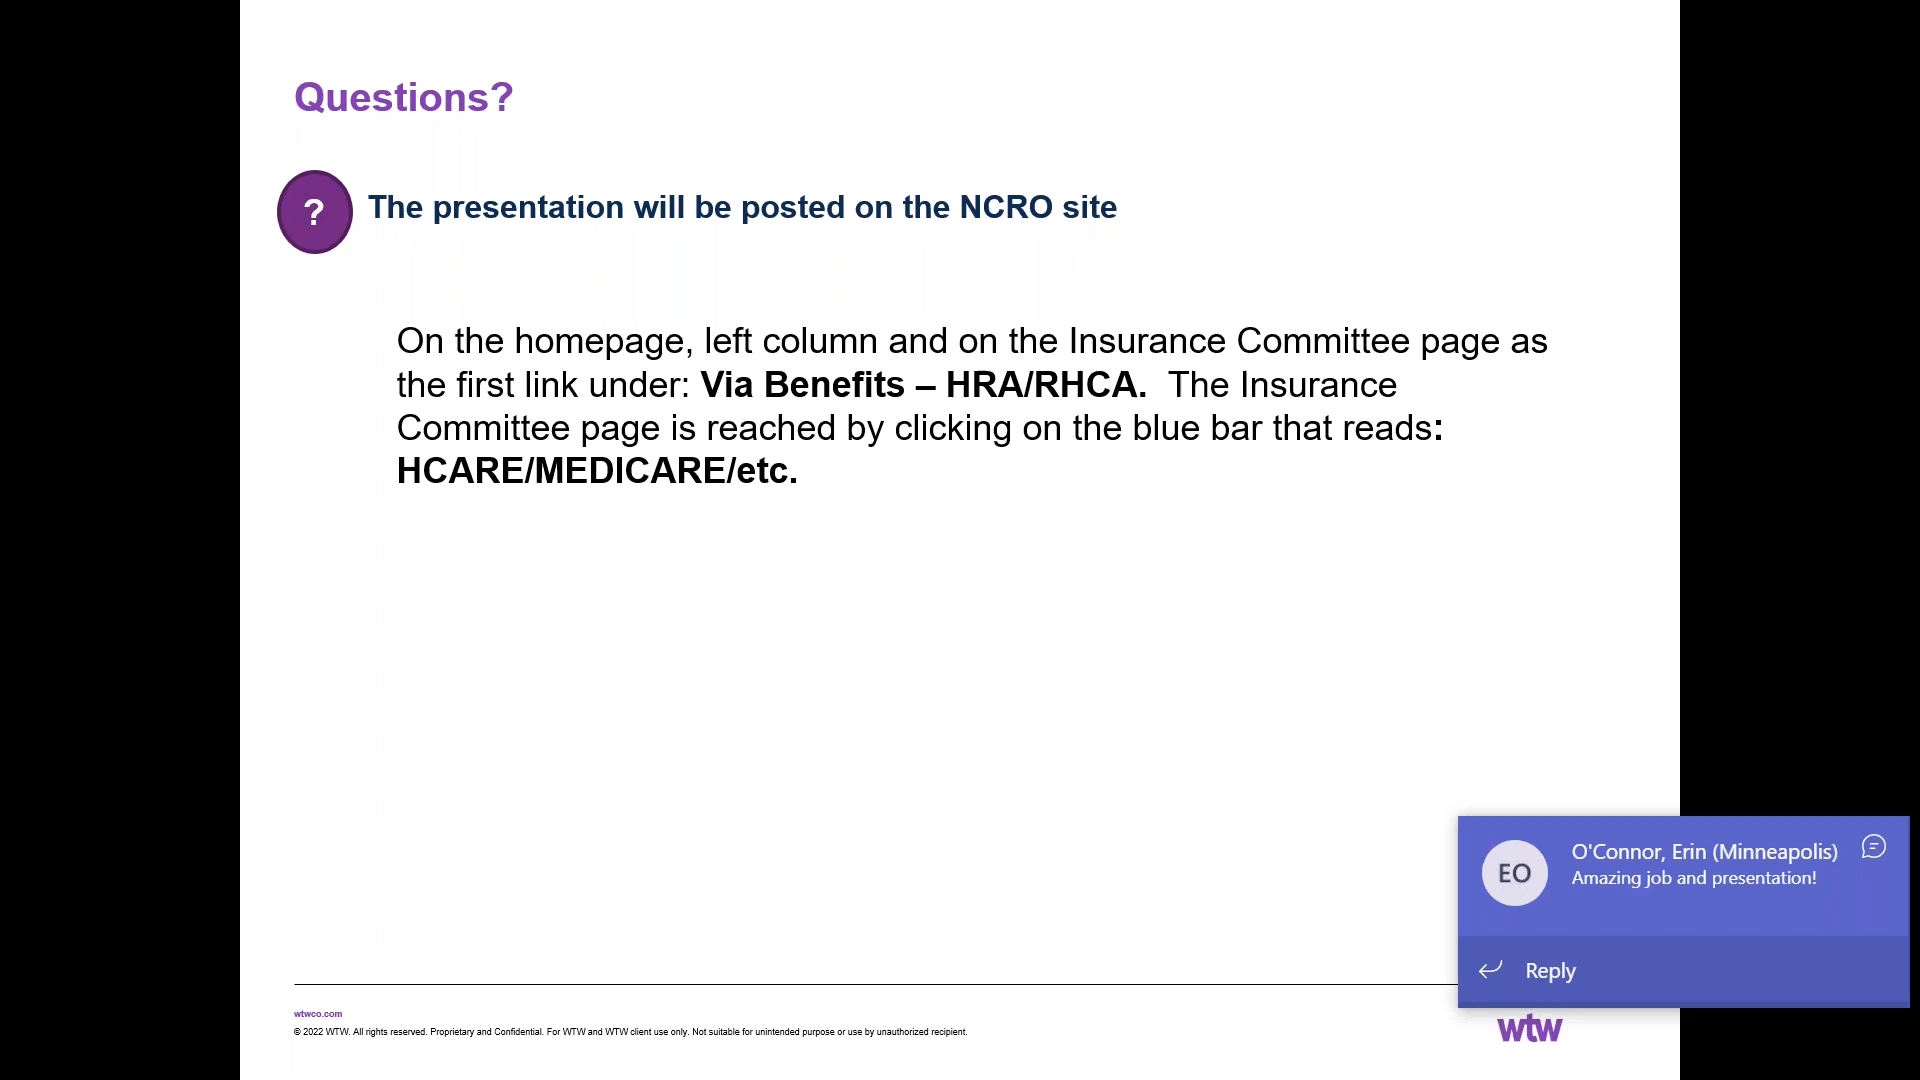 Questions?
?
The presentation will be posted on the NCRO site
On the homepage, left column and on the Insurance Committee page as
the first link under: Via Benefits – HRA/RHCA.  The Insurance
Committee page is reached by clicking on the blue bar that reads:
HCARE/MEDICARE/etc.
EO
O'Connor, Erin (Minneapolis)
Amazing job and presentation!
Reply
wtwco.com
© 2022 WTW. All rights reserved. Proprietary and Confidential. For WTW and WTW client use only. Not suitable for unintended purpose or use by unauthorized recipient.
wtw